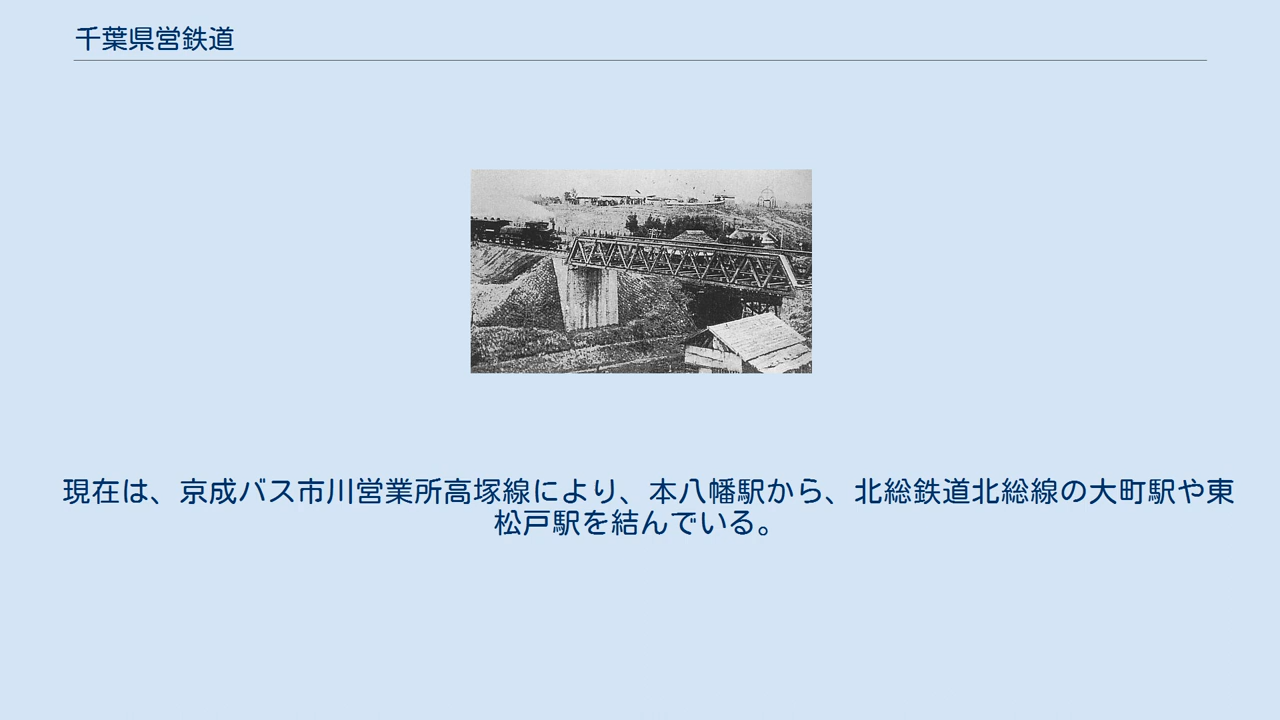 千葉県営鉄道
現在は、京成バス市川営業所高塚線により、本八幡駅から、北総鉄道北総線の大町駅や東
松戸駅を結んでいる。